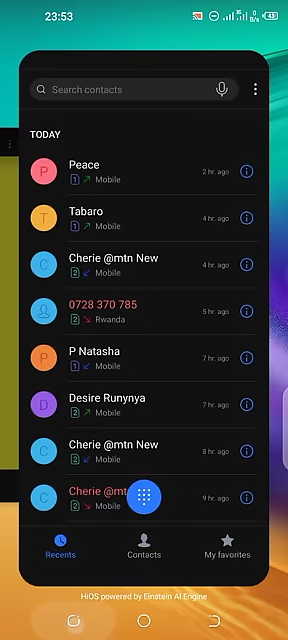 23:53
0
B/s
43
Search contacts
TODAY
P
Peace
1
Mobile
2 hr. ago
T
Tabaro
1
Mobile
4 hr. ago
C
Cherie @mtn New
2
Mobile
4 hr. ago
0728 370 785
2
Rwanda
5 hr. ago
P
P Natasha
1
Mobile
7 hr. ago
D
Desire Runynya
2
Mobile
7 hr. ago
C
Cherie @mtn New
2
Mobile
8 hr. ago
C
Cherie @mt
2
Mobile
9 hr. ago
Recents
Contacts
My favorites
HiOS powered by Einstein AI Engine